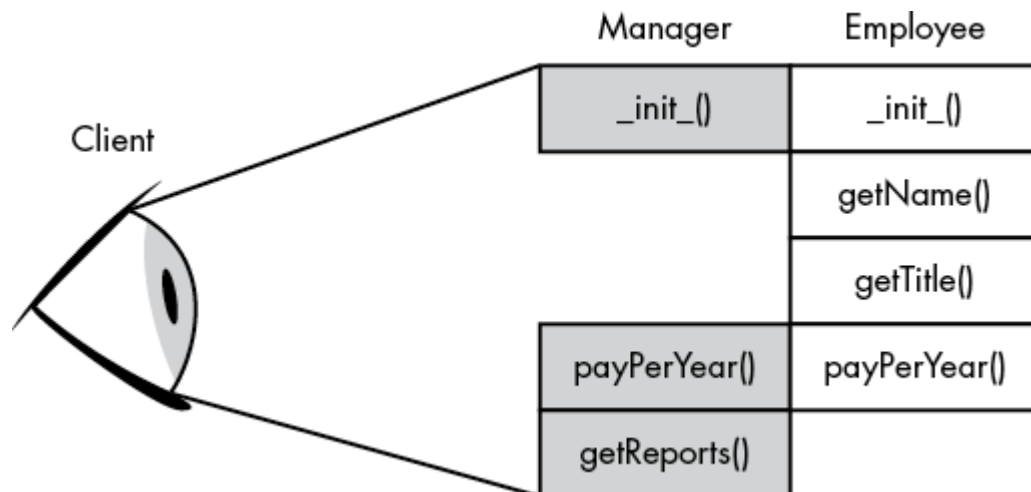 Manager Employee
Client
_init_() _init_()
getName()
getTitle()
payPerYear() payPerYear()
getReports()